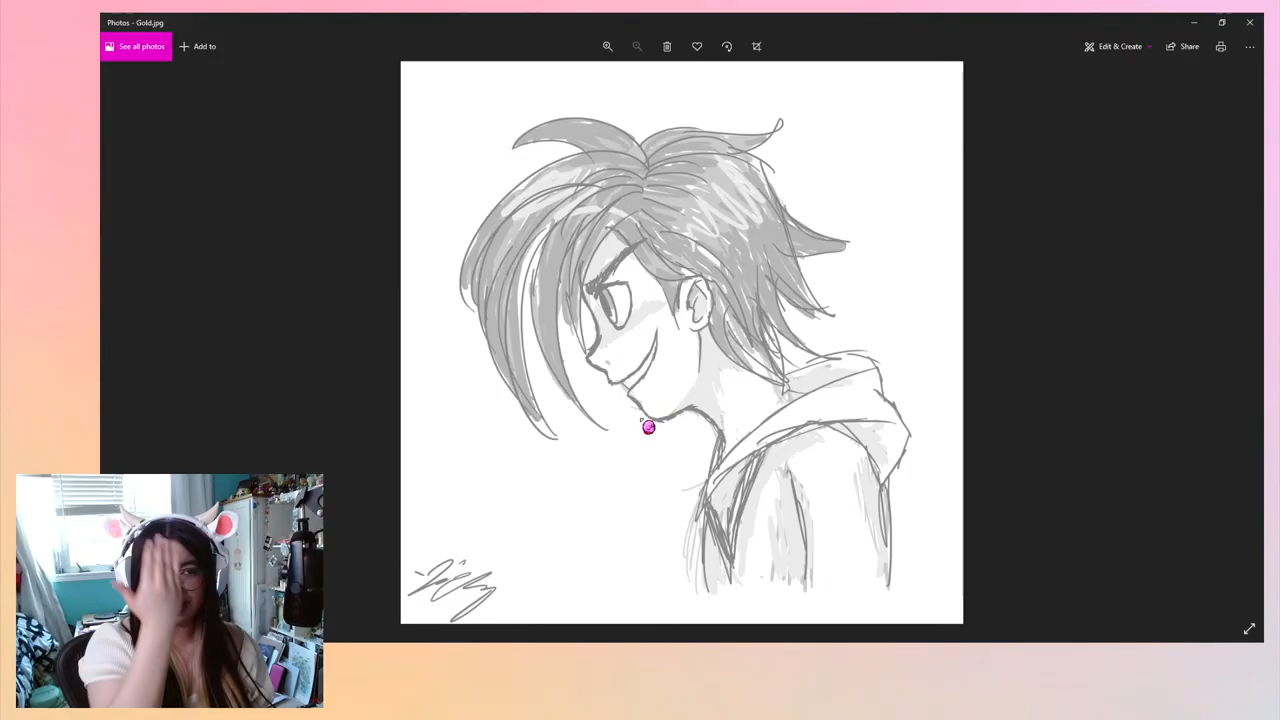 Photos - Gold.jpg
See all photos
Add to
Edit & Create
Share